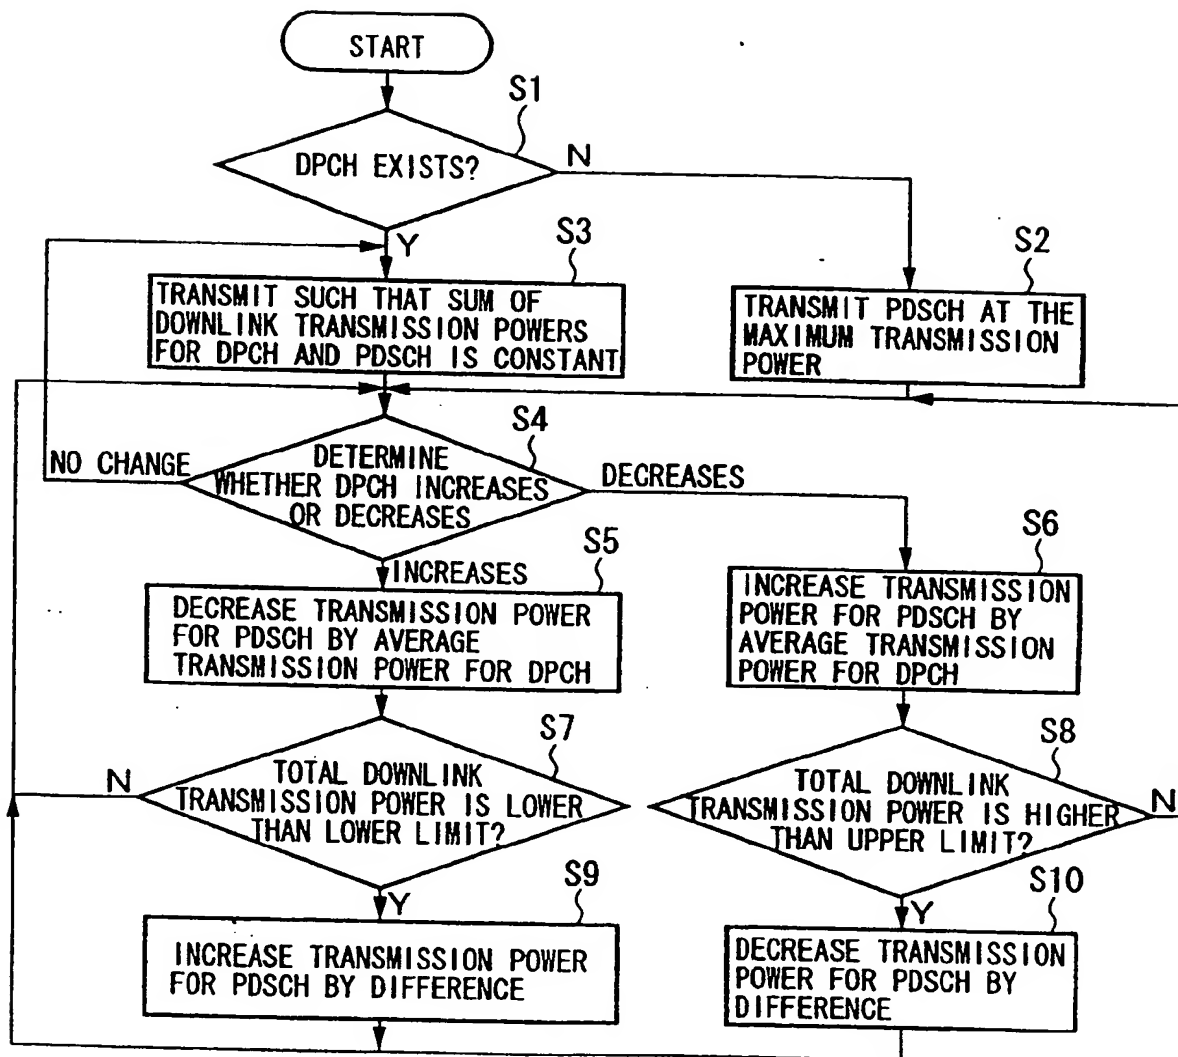 START
S1
DPCH EXISTS?
N
Y
S3
TRANSMIT SUCH THAT SUM OF
DOWNLINK TRANSMISSION POWERS
FOR DPCH AND PDSCH IS CONSTANT
S2
TRANSMIT PDSCH AT THE
MAXIMUM TRANSMISSION
POWER
S4
DETERMINE
WHETHER DPCH INCREASES
OR DECREASES
NO CHANGE
DECREASES
INCREASES
S5
DECREASE TRANSMISSION POWER
FOR PDSCH BY AVERAGE
TRANSMISSION POWER FOR DPCH
S6
INCREASE TRANSMISSION
POWER FOR PDSCH BY
AVERAGE TRANSMISSION
POWER FOR DPCH
S7
TOTAL DOWNLINK
TRANSMISSION POWER IS LOWER
THAN LOWER LIMIT?
N
Y
S8
TOTAL DOWNLINK
TRANSMISSION POWER IS HIGHER
THAN UPPER LIMIT?
N
Y
S9
INCREASE TRANSMISSION POWER
FOR PDSCH BY DIFFERENCE
S10
DECREASE TRANSMISSION
POWER FOR PDSCH BY
DIFFERENCE